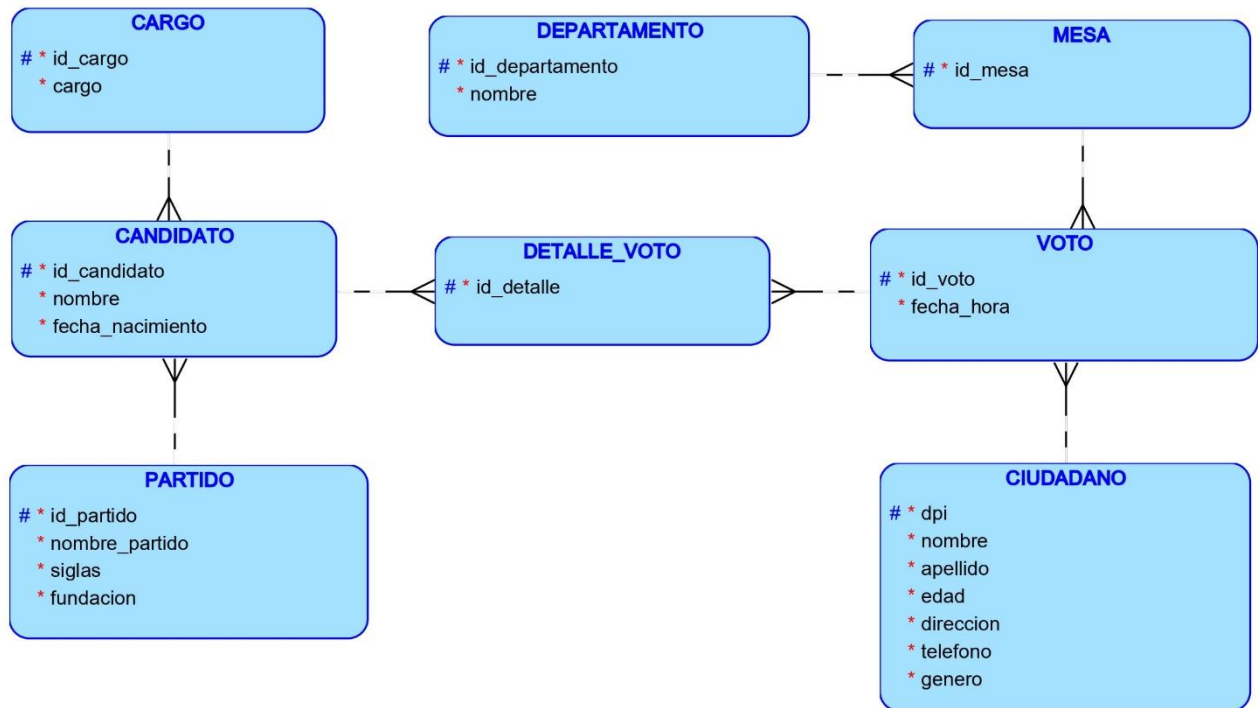 CARGO
# * id_cargo
* cargo
DEPARTAMENTO
# * id_departamento
* nombre
MESA
# * id_mesa
CANDIDATO
# * id_candidato
* nombre
* fecha_nacimiento
DETALLE_VOTO
# * id_detalle
VOTO
# * id_voto
* fecha_hora
PARTIDO
# * id_partido
* nombre_partido
* siglas
* fundacion
CIUDADANO
# * dpi
* nombre
* apellido
* edad
* direccion
* telefono
* genero